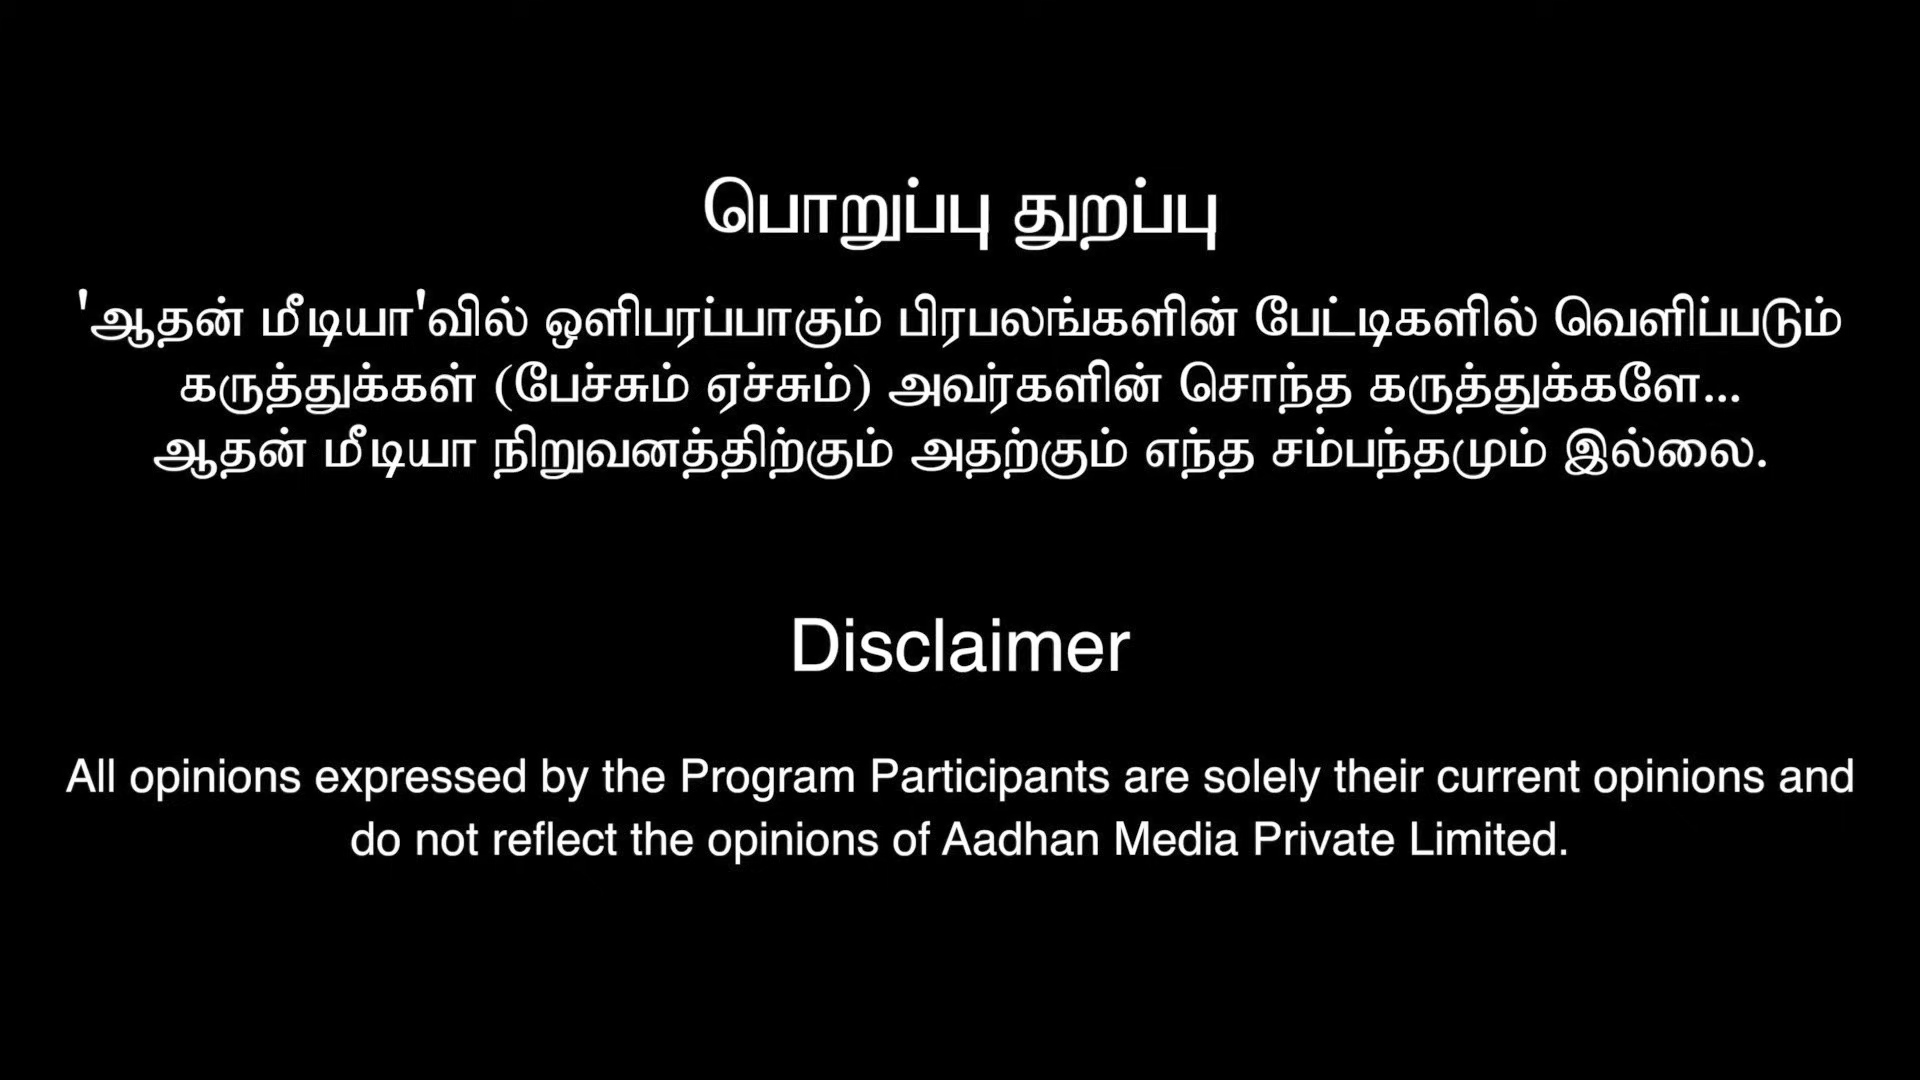 பொறுப்பு துறப்பு
'ஆதன் மீடியா'வில் ஒளிபரப்பாகும் பிரபலங்களின் பேட்டிகளில் வெளிப்படும்
கருத்துக்கள் (பேச்சும் ஏச்சும்) அவர்களின் சொந்த கருத்துக்களே...
ஆதன் மீடியா நிறுவனத்திற்கும் அதற்கும் எந்த சம்பந்தமும் இல்லை.
Disclaimer
All opinions expressed by the Program Participants are solely their current opinions and
do not reflect the opinions of Aadhan Media Private Limited.